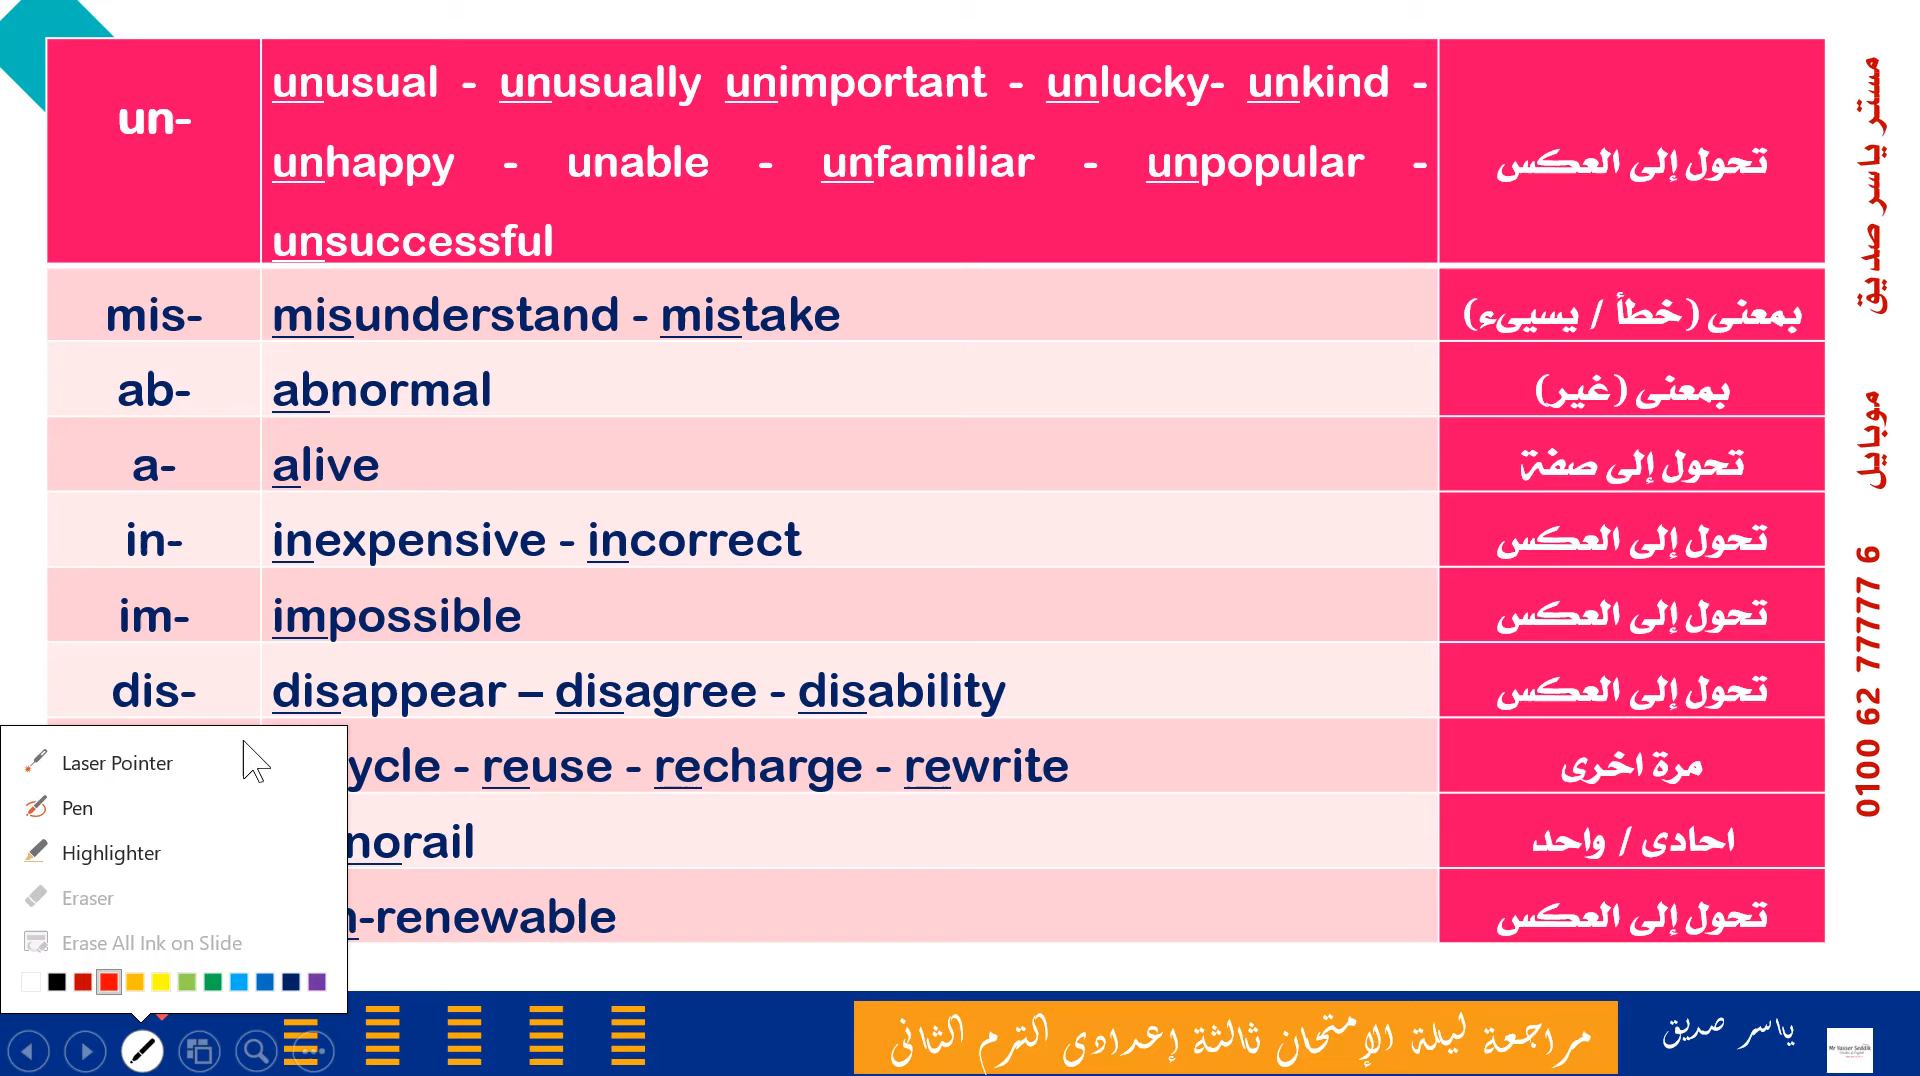 un-
unusual - unusually unimportant - unlucky- unkind -
unhappy - unable - unfamiliar - unpopular -
unsuccessful
تحول إلى العكس
mis-
misunderstand - mistake
بمعنى (خطأ / يسيىء)
ab-
abnormal
بمعنى (غير)
a-
alive
تحول إلى صفة
in-
inexpensive - incorrect
تحول إلى العكس
im-
impossible
تحول إلى العكس
dis-
disappear – disagree - disability
تحول إلى العكس
ycle - reuse - recharge - rewrite
مرة اخرى
norail
احادى / واحد
-renewable
تحول إلى العكس
مستر ياسر صديق موبايل 0100 62 77777 6
Laser Pointer
Pen
Highlighter
Eraser
Erase All Ink on Slide
مراجعة ليلة الإمتحان ثالثة إعدادى الترم الثانى
ياسر صديق
Mr Yasser Seddik